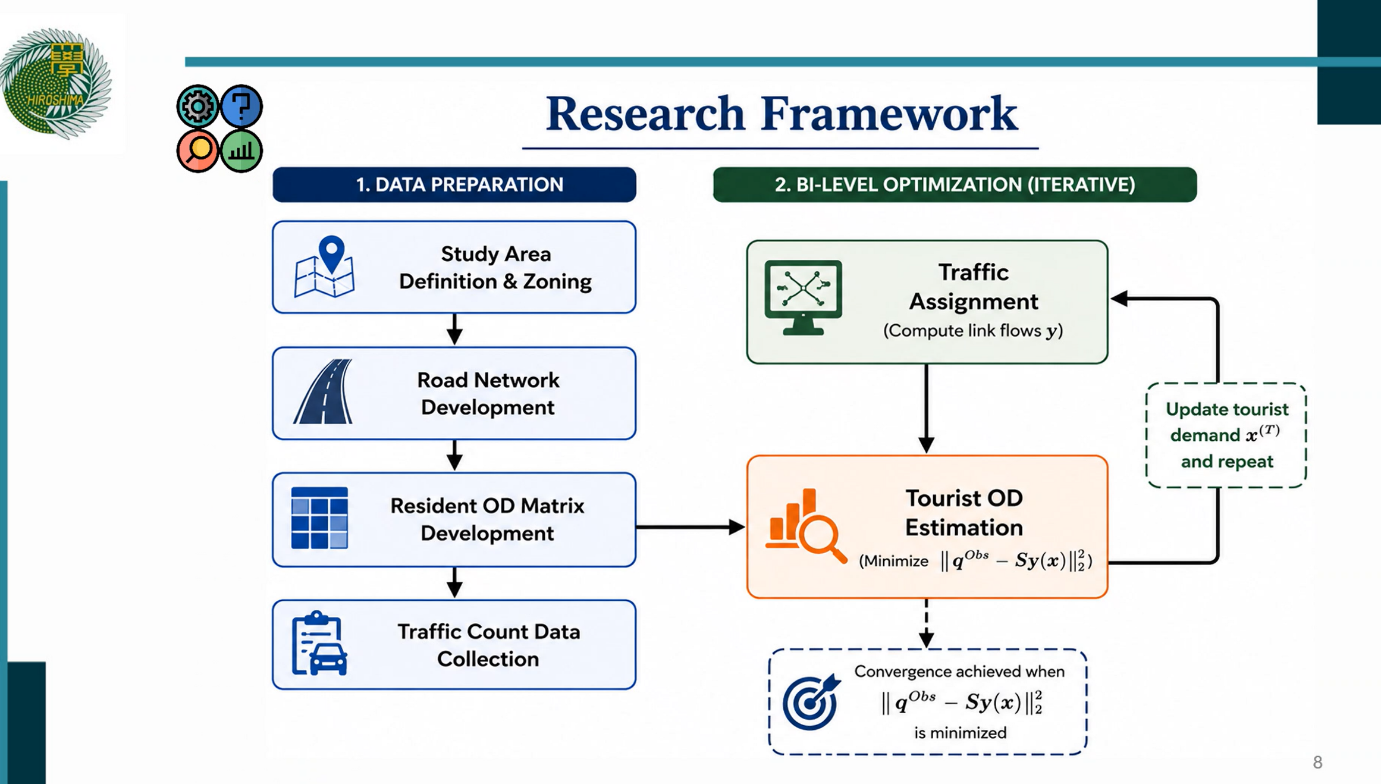 學
HIROSHIMA
Research Framework
1. DATA PREPARATION
Study Area
Definition & Zoning
Road Network
Development
Resident OD Matrix
Development
Traffic Count Data
Collection
2. BI-LEVEL OPTIMIZATION (ITERATIVE)
Traffic
Assignment
(Compute link flows y)
Update tourist
demand x^(T)
and repeat
Tourist OD
Estimation
(Minimize ‖q^Obs − Sy(x)‖₂²)
Convergence achieved when
‖q^Obs − Sy(x)‖₂²
is minimized
8